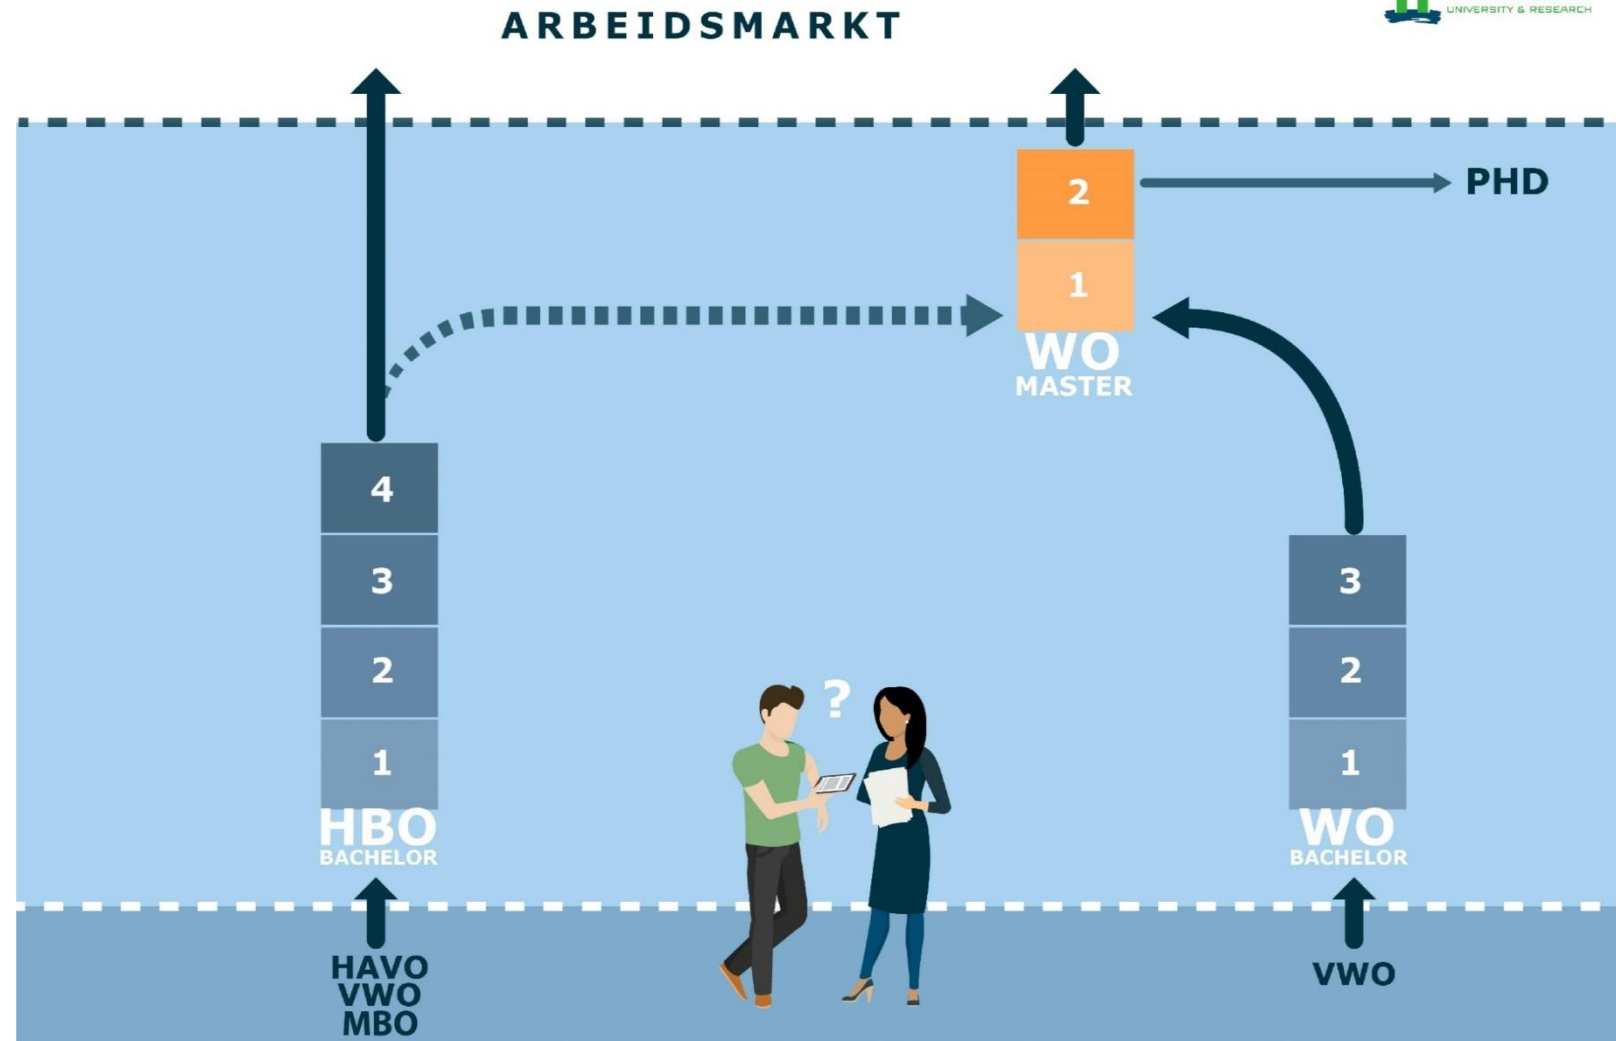 ARBEIDSMARKT
UNIVERSITY & RESEARCH
2
PHD
1
WO
MASTER
4
3
2
1
HBO
BACHELOR
3
2
1
WO
BACHELOR
?
HAVO
VWO
MBO
VWO